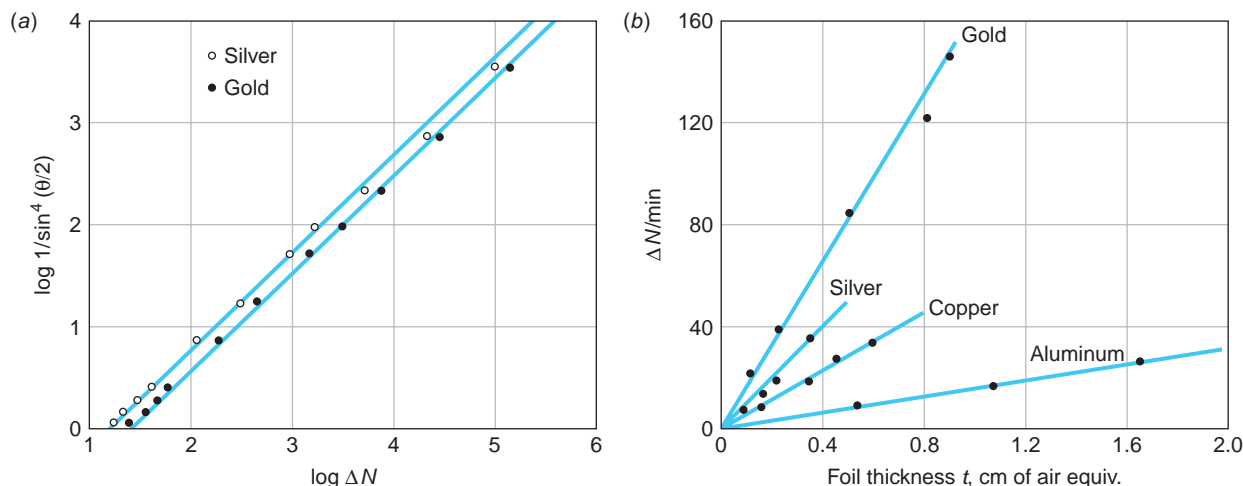 (a)
4
3
2
1
0
1
2
3
4
5
6
log 1/sin⁴ (θ/2)
log ΔN
Silver
Gold
(b)
160
120
80
40
0
0
0.4
0.8
1.2
1.6
2.0
ΔN/min
Foil thickness t, cm of air equiv.
Gold
Silver
Copper
Aluminum